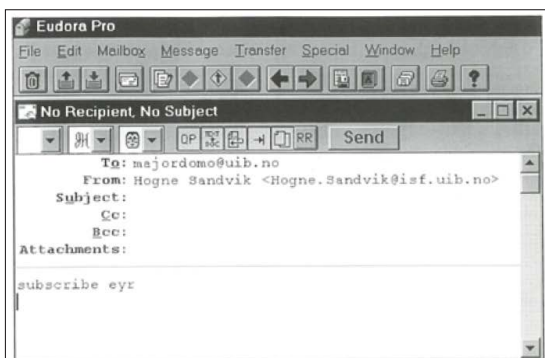 Eudora Pro
File Edit Mailbox Message Transfer Special Window Help
No Recipient, No Subject
QP RR Send
To: majordomo@uib.no
From: Hogne Sandvik <Hogne.Sandvik@isf.uib.no>
Subject:
Cc:
Bcc:
Attachments:
subscribe eyr